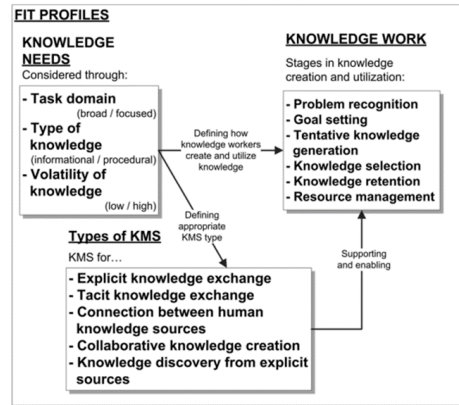 FIT PROFILES
KNOWLEDGE
NEEDS
Considered through:
- Task domain
(broad / focused)
- Type of
knowledge
(informational / procedural)
- Volatility of
knowledge
(low / high)
Defining how
knowledge workers
create and utilize
knowledge
KNOWLEDGE WORK
Stages in knowledge
creation and utilization:
- Problem recognition
- Goal setting
- Tentative knowledge
generation
- Knowledge selection
- Knowledge retention
- Resource management
Defining
appropriate
KMS type
Types of KMS
KMS for…
- Explicit knowledge exchange
- Tacit knowledge exchange
- Connection between human
knowledge sources
- Collaborative knowledge creation
- Knowledge discovery from explicit
sources
Supporting
and enabling